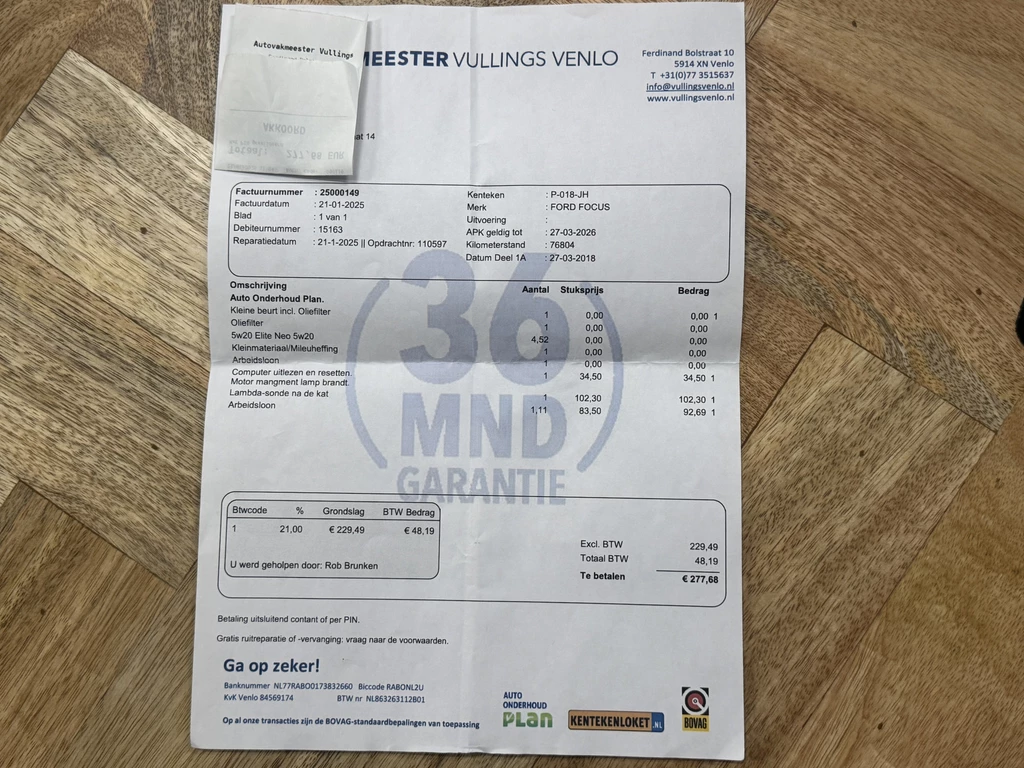 Autovakmeester Vullings
AKKOORD
Totaal: 277,68 EUR
MEESTER VULLINGS VENLO
Ferdinand Bolstraat 10
5914 XN Venlo
T +31(0)77 3515637
info@vullingsvenlo.nl
www.vullingsvenlo.nl
at 14
Factuurnummer : 25000149
Factuurdatum : 21-01-2025
Blad : 1 van 1
Debiteurnummer : 15163
Reparatiedatum : 21-1-2025 || Opdrachtnr: 110597
Kenteken : P-018-JH
Merk : FORD FOCUS
Uitvoering :
APK geldig tot : 27-03-2026
Kilometerstand : 76804
Datum Deel 1A : 27-03-2018
Omschrijving Aantal Stuksprijs Bedrag
Auto Onderhoud Plan.
Kleine beurt incl. Oliefilter 1 0,00 0,00 1
Oliefilter 1 0,00 0,00
5w20 Elite Neo 5w20 4,52 0,00 0,00
Kleinmateriaal/Mileuheffing 1 0,00 0,00
Arbeidsloon 1 0,00 0,00
Computer uitlezen en resetten. 1 34,50 34,50 1
Motor mangment lamp brandt.
Lambda-sonde na de kat 1 102,30 102,30 1
Arbeidsloon 1,11 83,50 92,69 1
36
MND
GARANTIE
Btwcode % Grondslag BTW Bedrag
1 21,00 € 229,49 € 48,19
U werd geholpen door: Rob Brunken
Excl. BTW 229,49
Totaal BTW 48,19
Te betalen € 277,68
Betaling uitsluitend contant of per PIN.
Gratis ruitreparatie of -vervanging: vraag naar de voorwaarden.
Ga op zeker!
Banknummer NL77RABO0173832660 Biccode RABONL2U
KvK Venlo 84569174 BTW nr NL863263112B01
Op al onze transacties zijn de BOVAG-standaardbepalingen van toepassing
AUTO
ONDERHOUD
PLAN
KENTEKENLOKET.NL
BOVAG